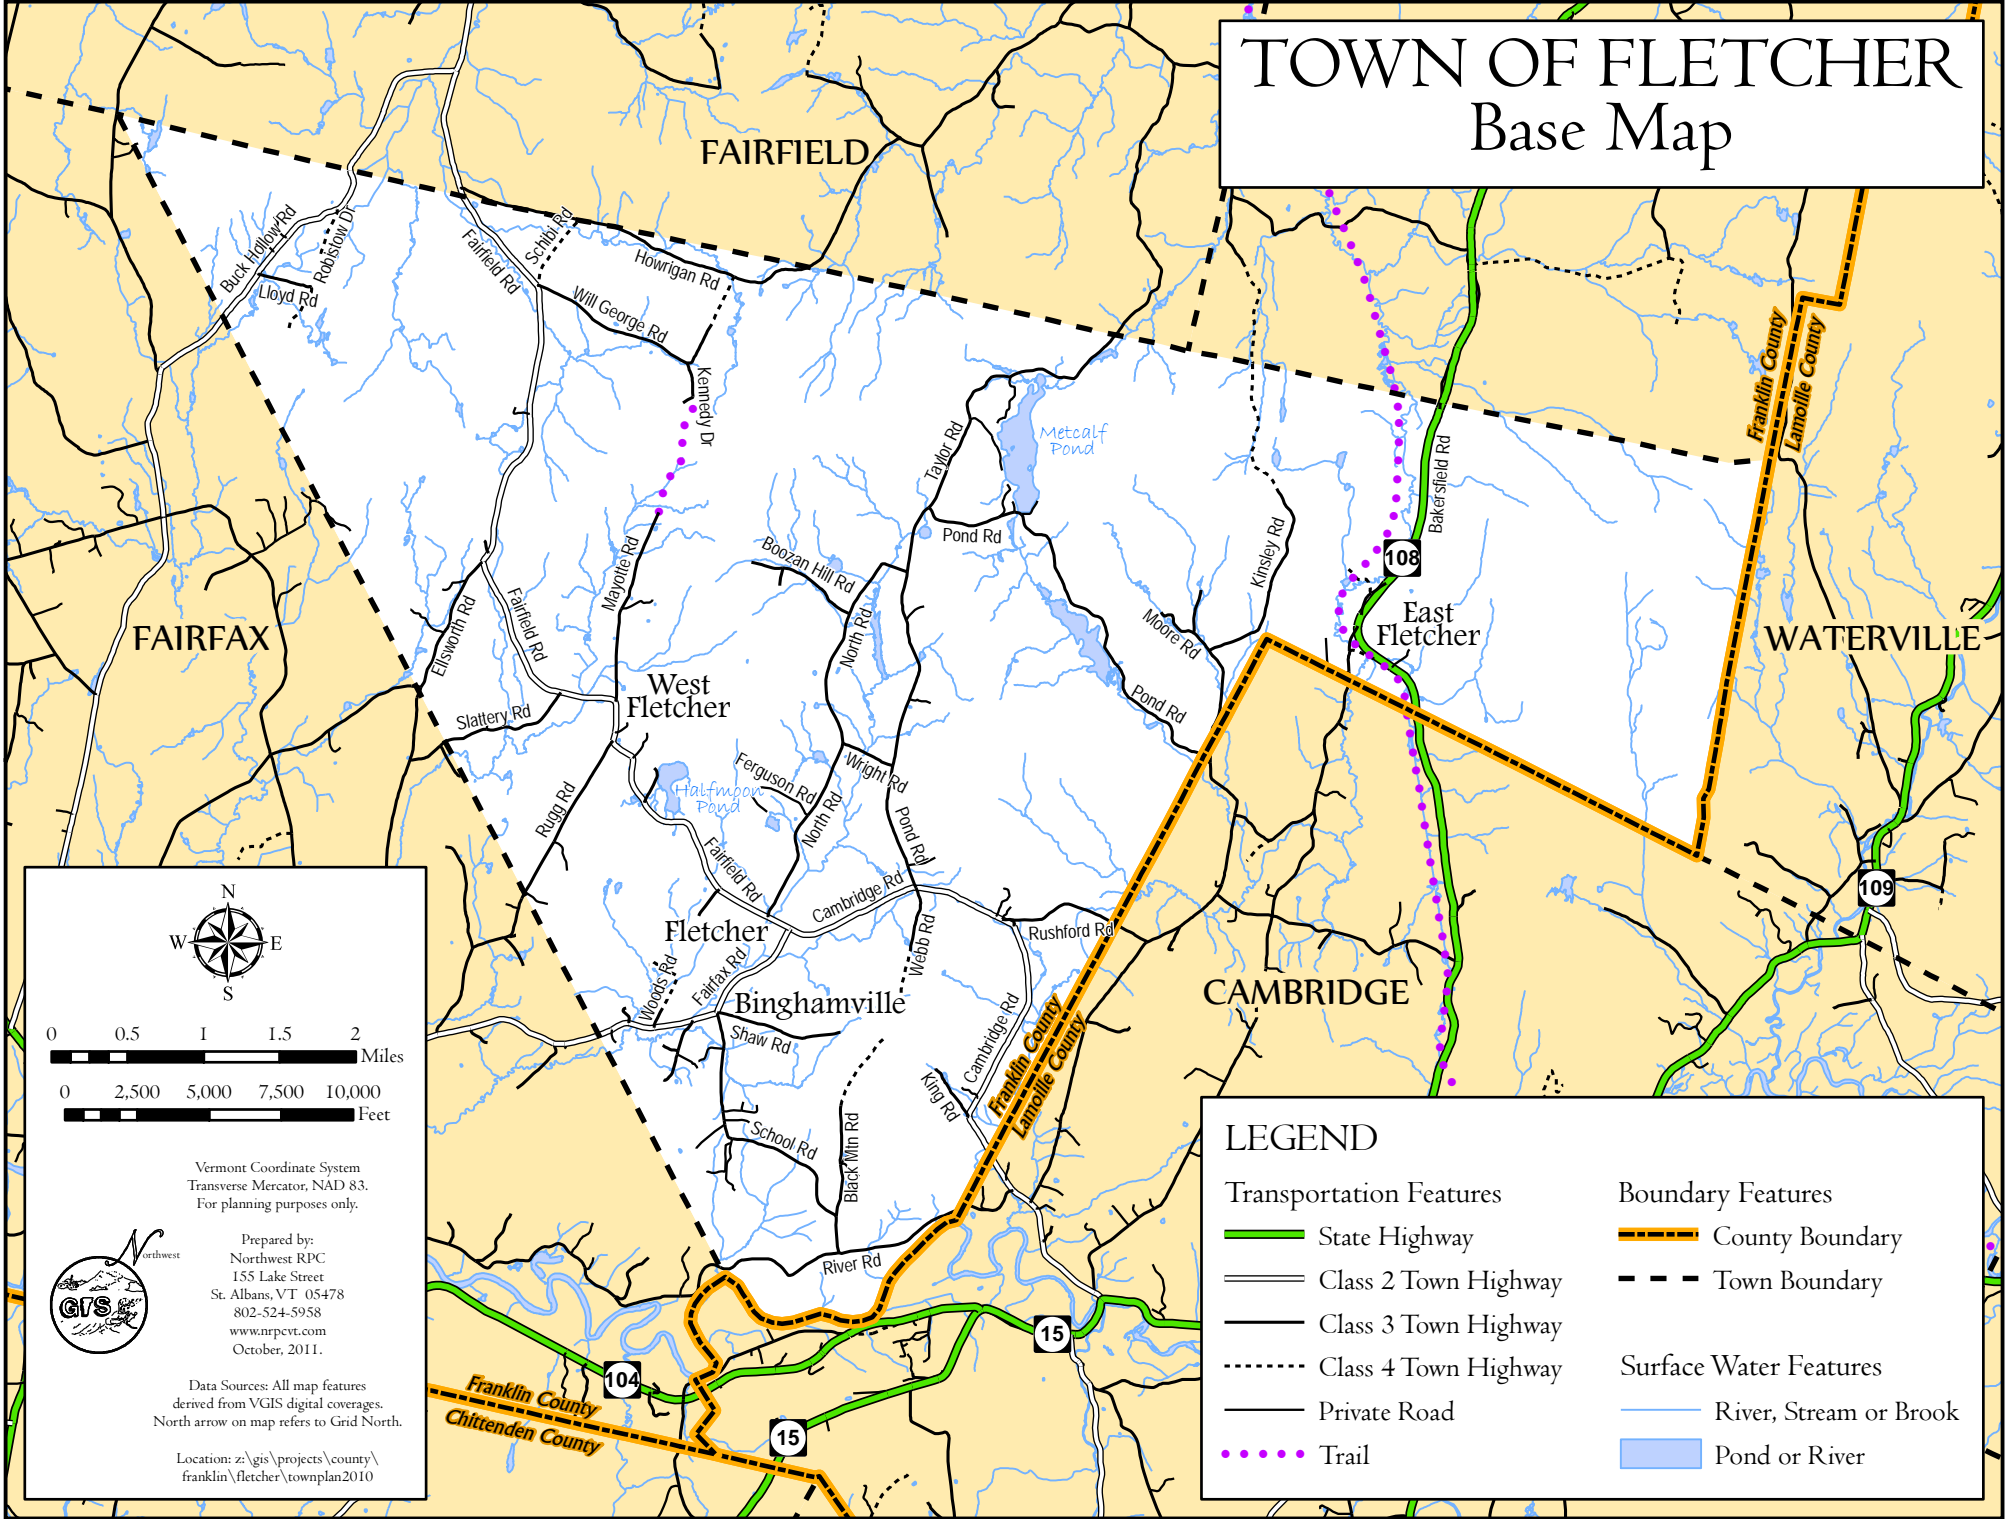 TOWN OF FLETCHER
Base Map
FAIRFIELD
Buck Hollow Rd
Robistow Dr
Lloyd Rd
Fairfield Rd
Schibi Rd
Howrigan Rd
Will George Rd
Kennedy Dr
Franklin County
Lamoille County
Metcalf
Pond
Taylor Rd
Pond Rd
Bakersfield Rd
108
Kinsley Rd
Mayotte Rd
Boozan Hill Rd
North Rd
Moore Rd
East
Fletcher
FAIRFAX
WATERVILLE
Ellsworth Rd
Fairfield Rd
Slattery Rd
West
Fletcher
Pond Rd
Rugg Rd
Halfmoon
Pond
Ferguson Rd
North Rd
Wright Rd
Pond Rd
Fairfield Rd
Cambridge Rd
109
Fletcher
Webb Rd
Rushford Rd
Woods Rd
Fairfax Rd
Binghamville
CAMBRIDGE
Shaw Rd
Cambridge Rd
King Rd
Franklin County
Lamoille County
School Rd
Black Mtn Rd
River Rd
15
104
15
Franklin County
Chittenden County
N
W E
S
0 0.5 1 1.5 2
Miles
0 2,500 5,000 7,500 10,000
Feet
Vermont Coordinate System
Transverse Mercator, NAD 83.
For planning purposes only.
Northwest
GIS
Prepared by:
Northwest RPC
155 Lake Street
St. Albans, VT 05478
802-524-5958
www.nrpcvt.com
October, 2011.
Data Sources: All map features
derived from VGIS digital coverages.
North arrow on map refers to Grid North.
Location: z:\gis\projects\county\
franklin\fletcher\townplan2010
LEGEND
Transportation Features
State Highway
Class 2 Town Highway
Class 3 Town Highway
Class 4 Town Highway
Private Road
Trail
Boundary Features
County Boundary
Town Boundary
Surface Water Features
River, Stream or Brook
Pond or River